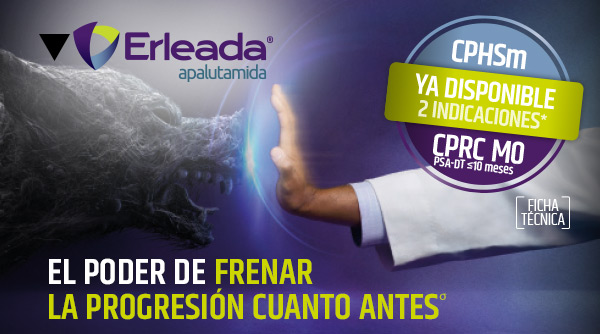 Erleada®
apalutamida
CPHSm
YA DISPONIBLE
2 INDICACIONES*
CPRC M0
PSA-DT ≤10 meses
FICHA
TÉCNICA
EL PODER DE FRENAR
LA PROGRESIÓN CUANTO ANTESσ